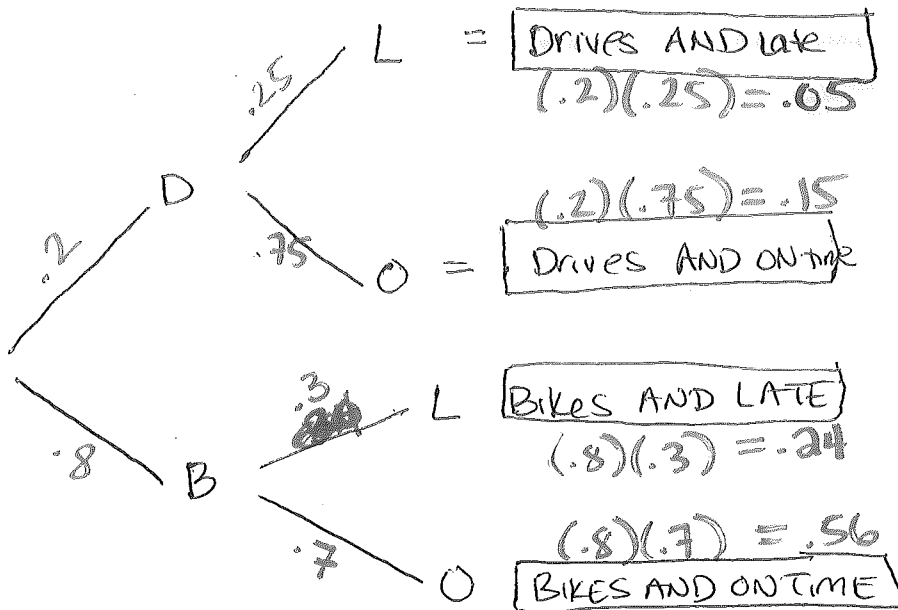 .25 L = Drives AND Late
(.2)(.25) = .05
D
(.2)(.75) = .15
.2 .75 O = Drives AND ON time
.3 L Bikes AND LATE
(.8)(.3) = .24
.8 B
(.8)(.7) = .56
.7 O BIKES AND ON TIME